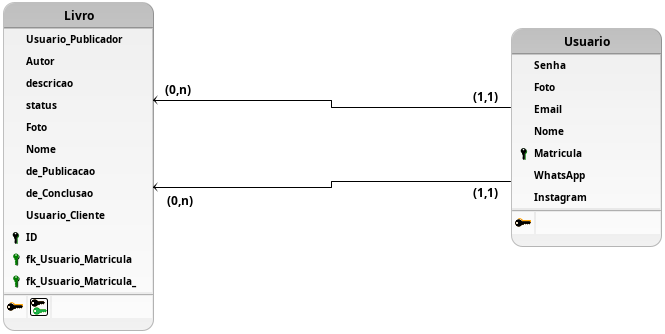 Livro
Usuario_Publicador
Autor
descricao
status
Foto
Nome
de_Publicacao
de_Conclusao
Usuario_Cliente
ID
fk_Usuario_Matricula
fk_Usuario_Matricula_
(0,n)
(1,1)
(0,n)
(1,1)
Usuario
Senha
Foto
Email
Nome
Matricula
WhatsApp
Instagram